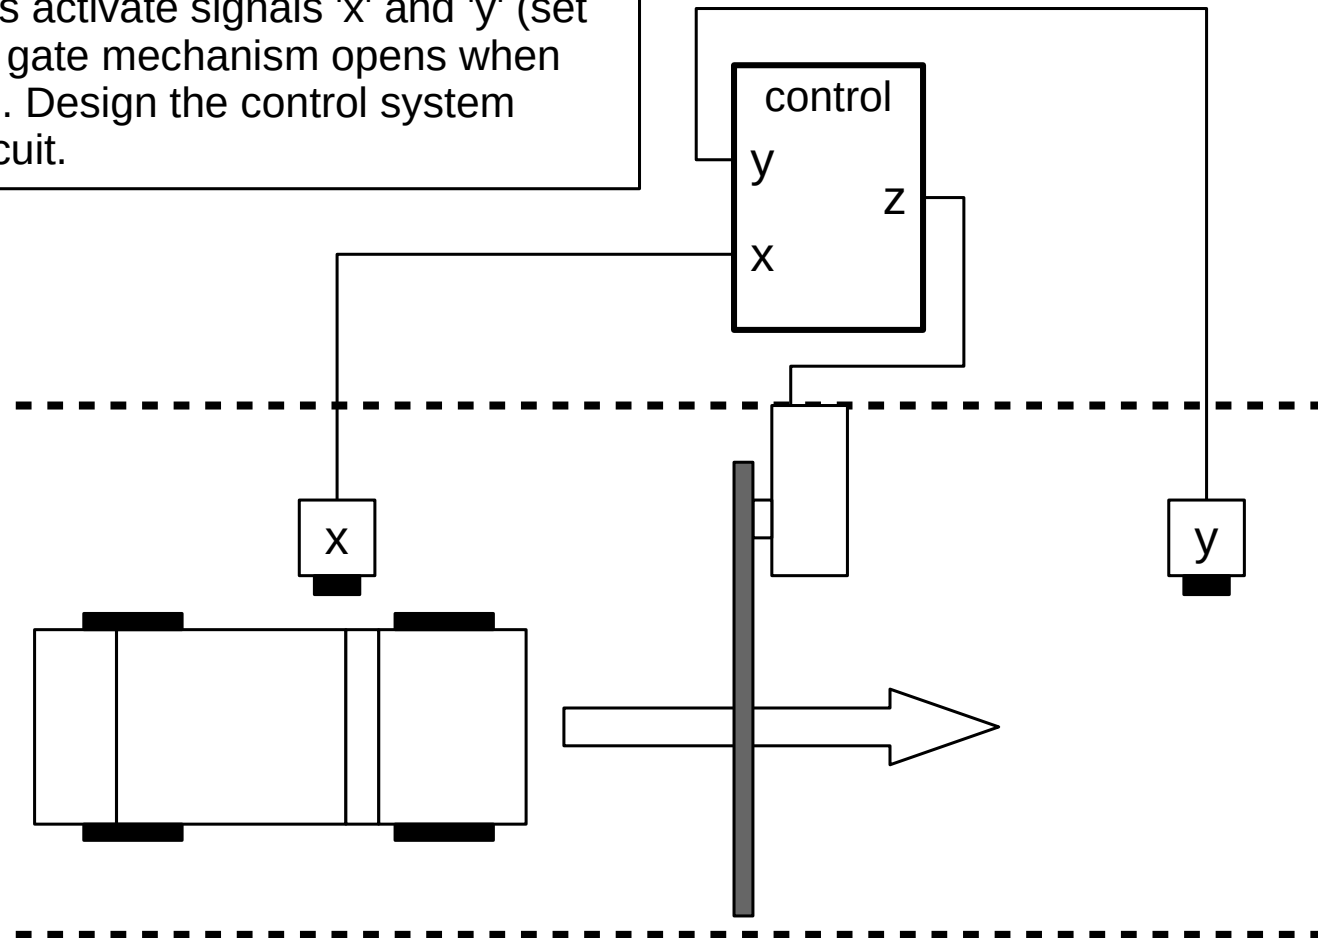 s activate signals 'x' and 'y' (set
gate mechanism opens when
. Design the control system
cuit.
control
y
z
x
x
y